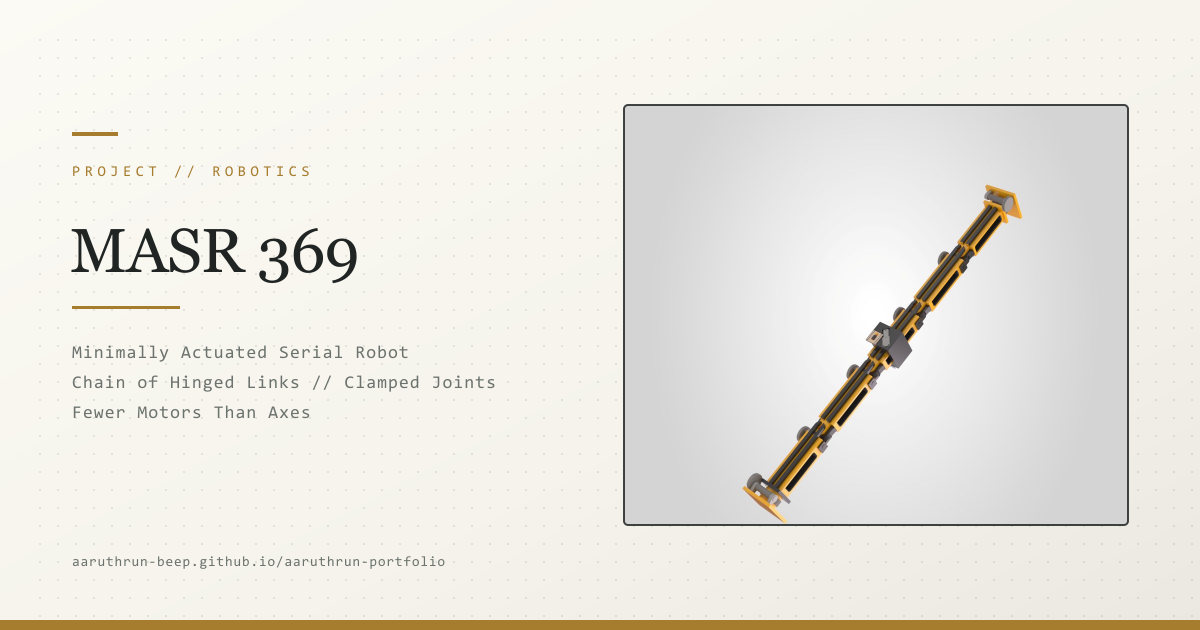 PROJECT // ROBOTICS
MASR 369
Minimally Actuated Serial Robot
Chain of Hinged Links // Clamped Joints
Fewer Motors Than Axes
aaruthrun-beep.github.io/aaruthrun-portfolio